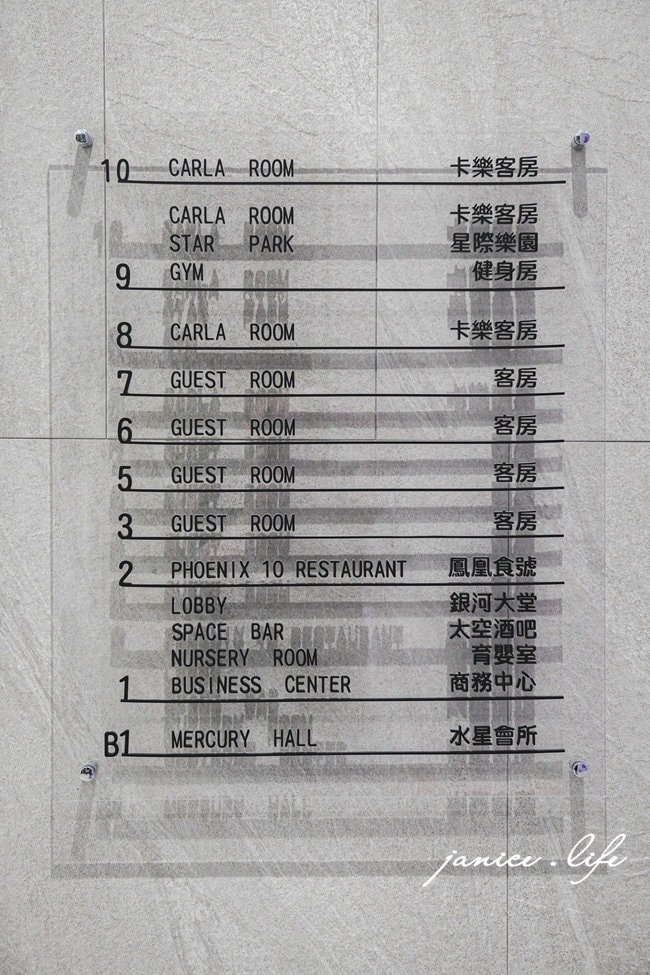 10 CARLA ROOM 卡樂客房
CARLA ROOM 卡樂客房
STAR PARK 星際樂園
9 GYM 健身房
8 CARLA ROOM 卡樂客房
7 GUEST ROOM 客房
6 GUEST ROOM 客房
5 GUEST ROOM 客房
3 GUEST ROOM 客房
2 PHOENIX 10 RESTAURANT 鳳凰食號
LOBBY 銀河大堂
SPACE BAR 太空酒吧
NURSERY ROOM 育嬰室
1 BUSINESS CENTER 商務中心
B1 MERCURY HALL 水星會所
janice.life